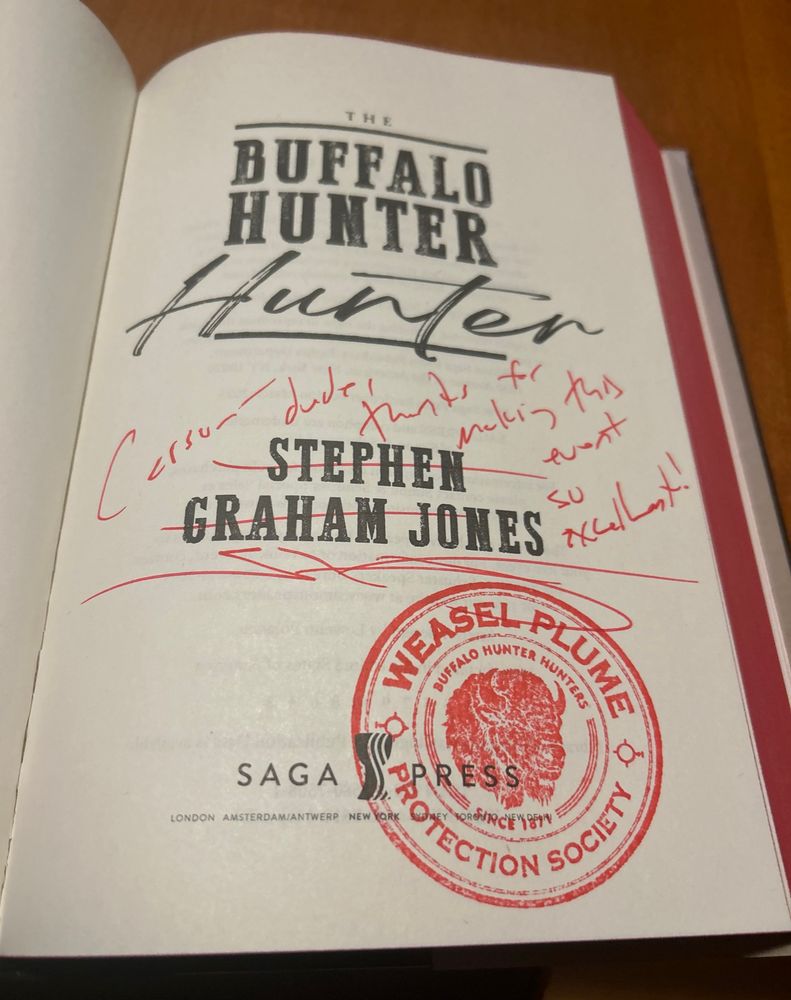 THE
BUFFALO
HUNTER
Hunter
Carson- dude,
thanks for
making this
event
so
excellent!
STEPHEN
GRAHAM JONES
WEASEL PLUME
BUFFALO HUNTER HUNTERS
SINCE 1871
PROTECTION SOCIETY
SAGA PRESS
LONDON AMSTERDAM/ANTWERP NEW YORK SYDNEY TORONTO NEW DELHI